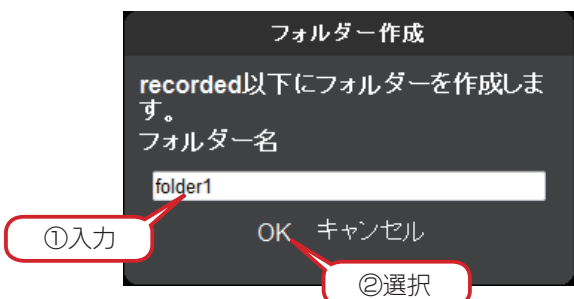 フォルダー作成
recorded以下にフォルダーを作成しま
す。
フォルダー名
folder1
①入力
OK キャンセル
②選択